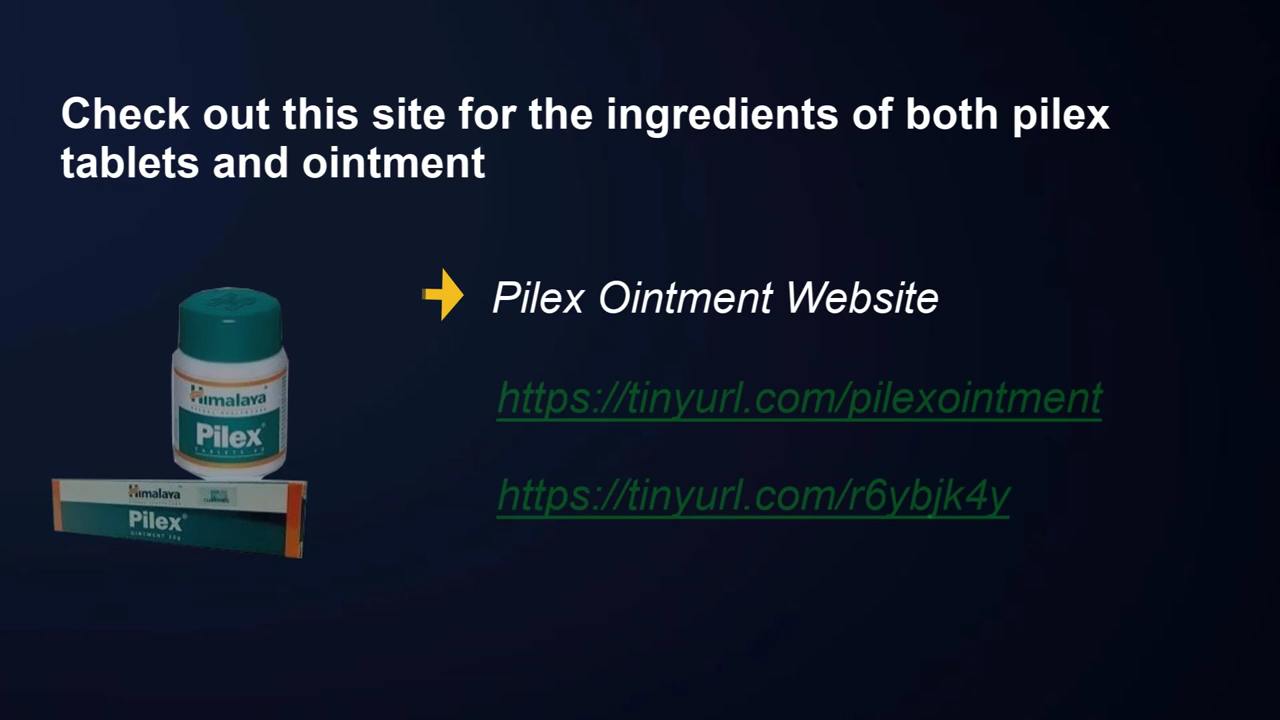 Check out this site for the ingredients of both pilex
tablets and ointment
Pilex Ointment Website
https://tinyurl.com/pilexointment
https://tinyurl.com/r6ybjk4y
Himalaya
Pilex
Himalaya
Pilex
OINTMENT